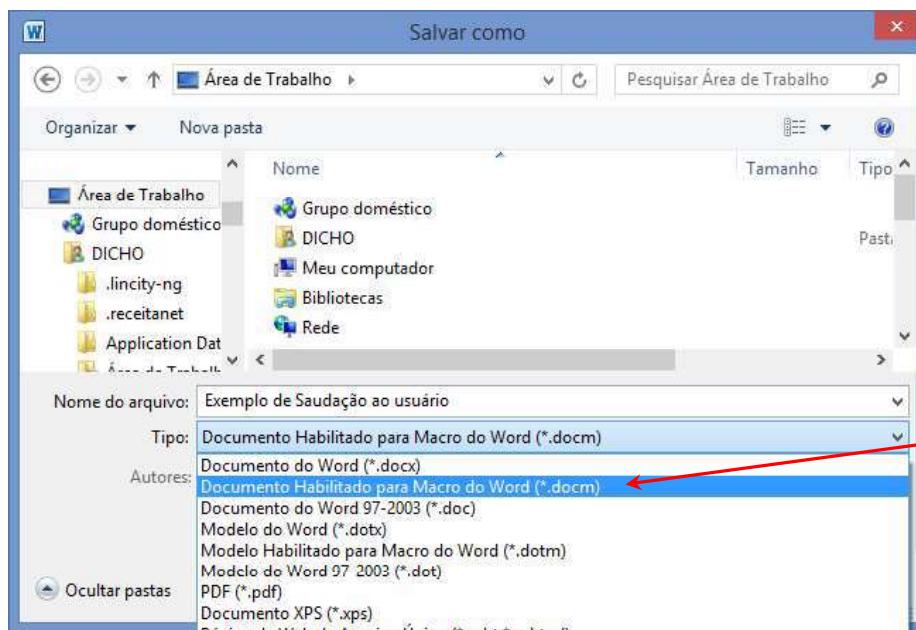 Salvar como
Área de Trabalho
Pesquisar Área de Trabalho
Organizar
Nova pasta
Nome
Tamanho
Tipo
Área de Trabalho
Grupo doméstico
DICHO
.lincity-ng
.receitanet
Application Dat
Grupo doméstico
DICHO
Pasta
Meu computador
Bibliotecas
Rede
Nome do arquivo: Exemplo de Saudação ao usuário
Tipo: Documento Habilitado para Macro do Word (*.docm)
Autores:
Documento do Word (*.docx)
Documento Habilitado para Macro do Word (*.docm)
Documento do Word 97-2003 (*.doc)
Modelo do Word (*.dotx)
Modelo Habilitado para Macro do Word (*.dotm)
Modelo do Word 97-2003 (*.dot)
PDF (*.pdf)
Documento XPS (*.xps)
Ocultar pastas